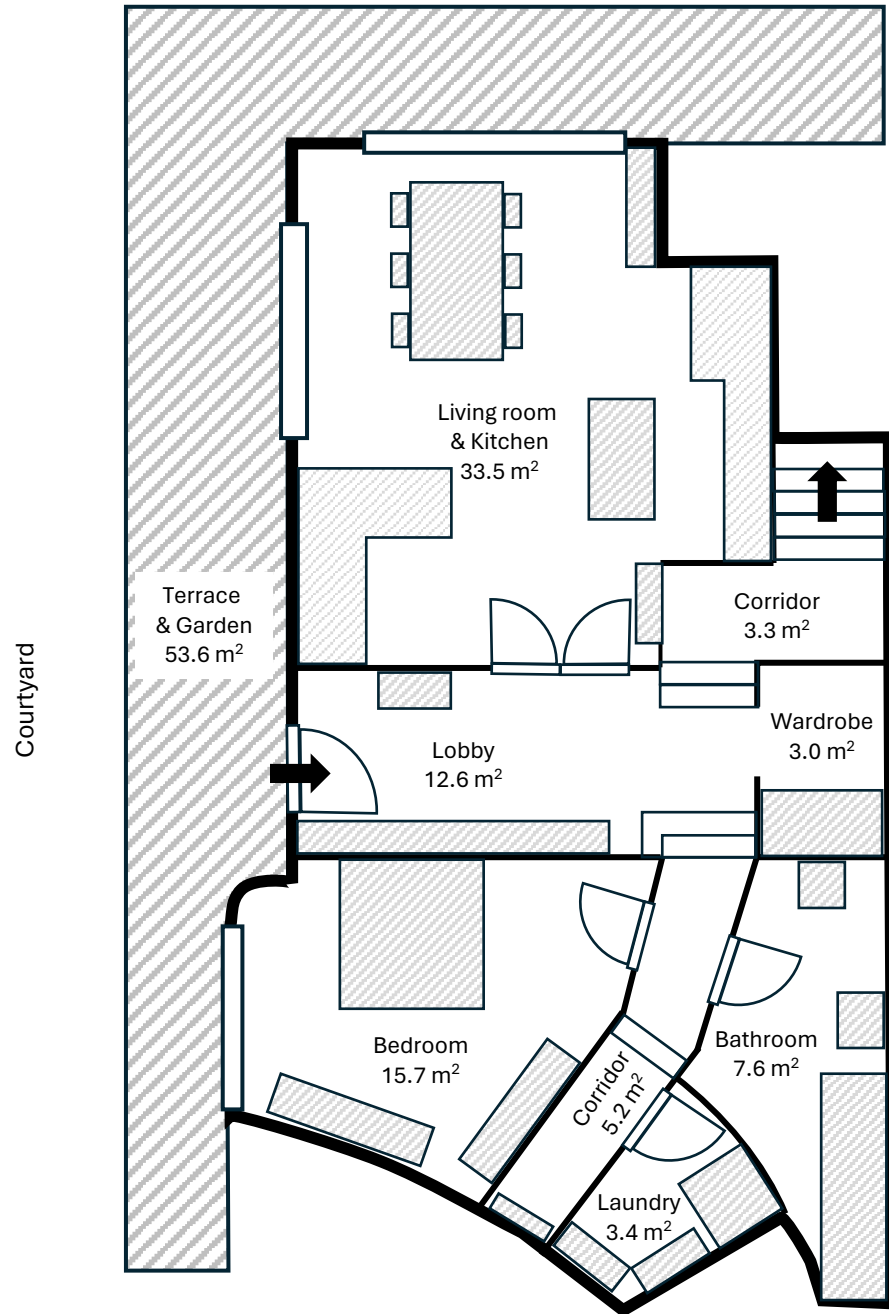 Living room
& Kitchen
33.5 m²
Terrace
& Garden
53.6 m²
Corridor
3.3 m²
Courtyard
Wardrobe
3.0 m²
Lobby
12.6 m²
Bedroom
15.7 m²
Bathroom
7.6 m²
Corridor
5.2 m²
Laundry
3.4 m²